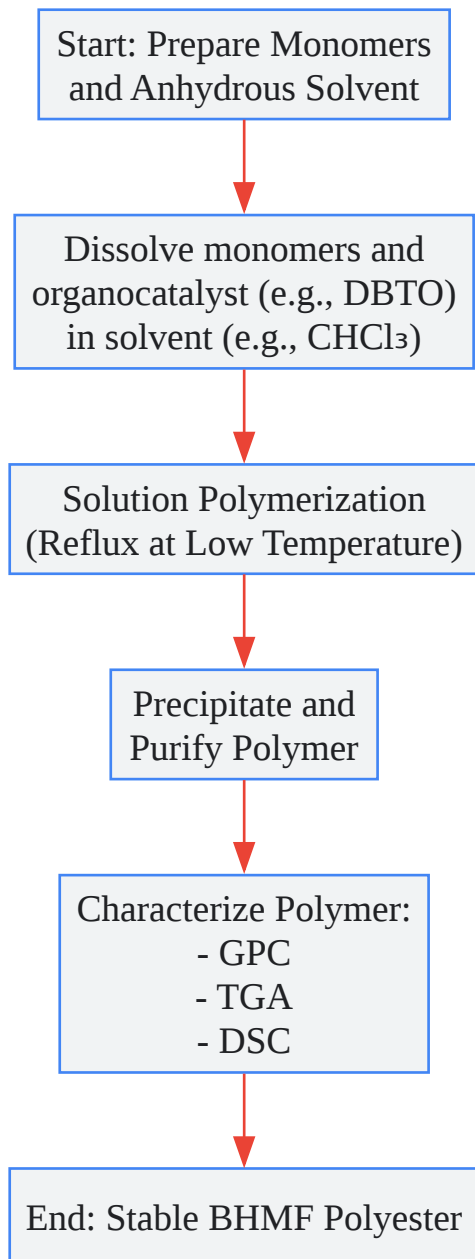 Start: Prepare Monomers
and Anhydrous Solvent
Dissolve monomers and
organocatalyst (e.g., DBTO)
in solvent (e.g., CHCl₃)
Solution Polymerization
(Reflux at Low Temperature)
Precipitate and
Purify Polymer
Characterize Polymer:
- GPC
- TGA
- DSC
End: Stable BHMF Polyester